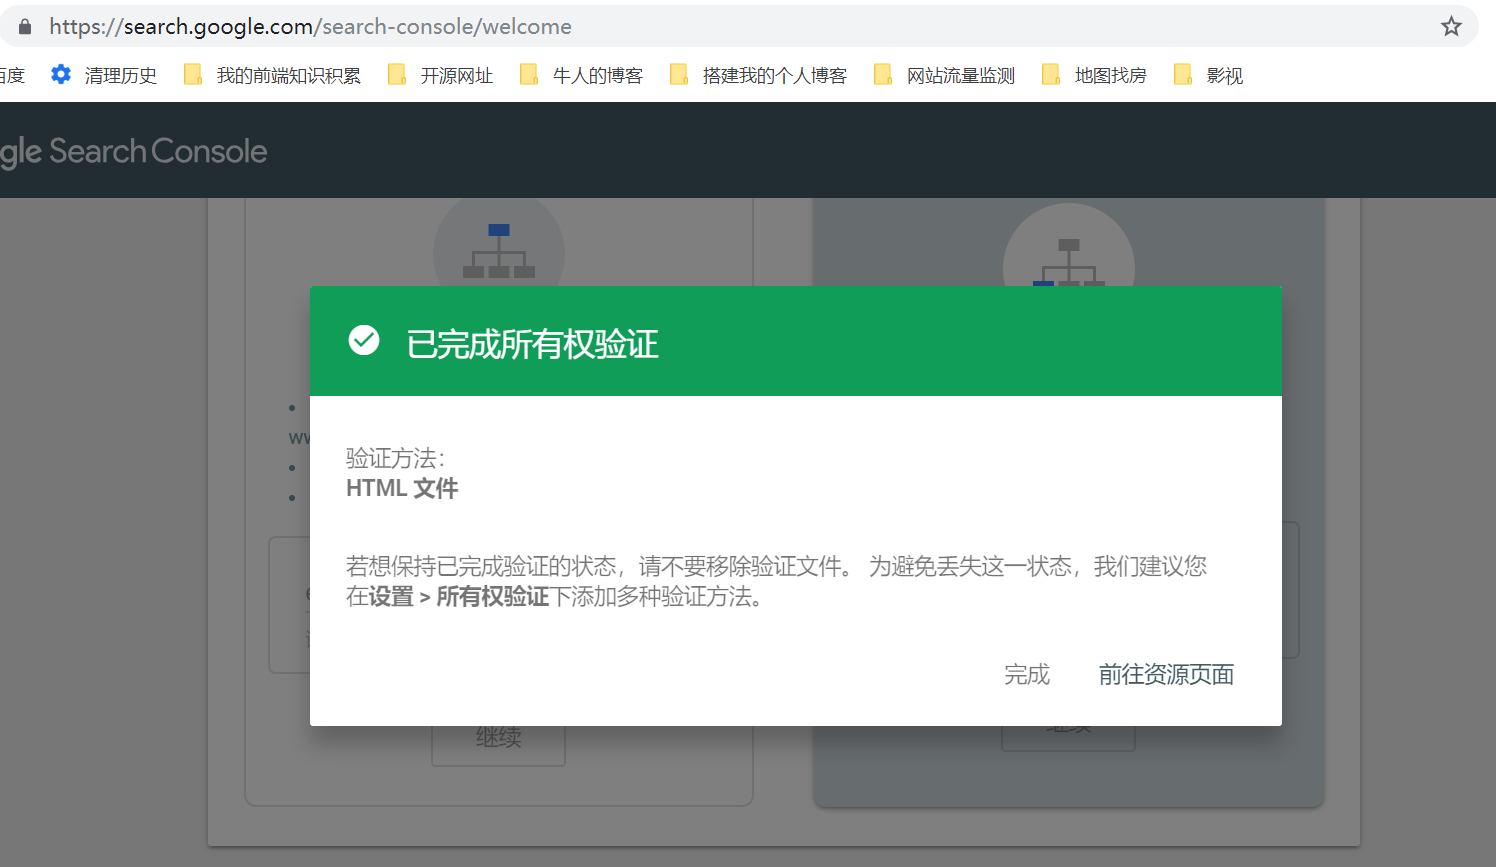 https://search.google.com/search-console/welcome
百度 清理历史 我的前端知识积累 开源网址 牛人的博客 搭建我的个人博客 网站流量监测 地图找房 影视
gle Search Console
已完成所有权验证
验证方法：
HTML 文件
若想保持已完成验证的状态，请不要移除验证文件。 为避免丢失这一状态，我们建议您
在设置 > 所有权验证下添加多种验证方法。
完成 前往资源页面
继续 继续